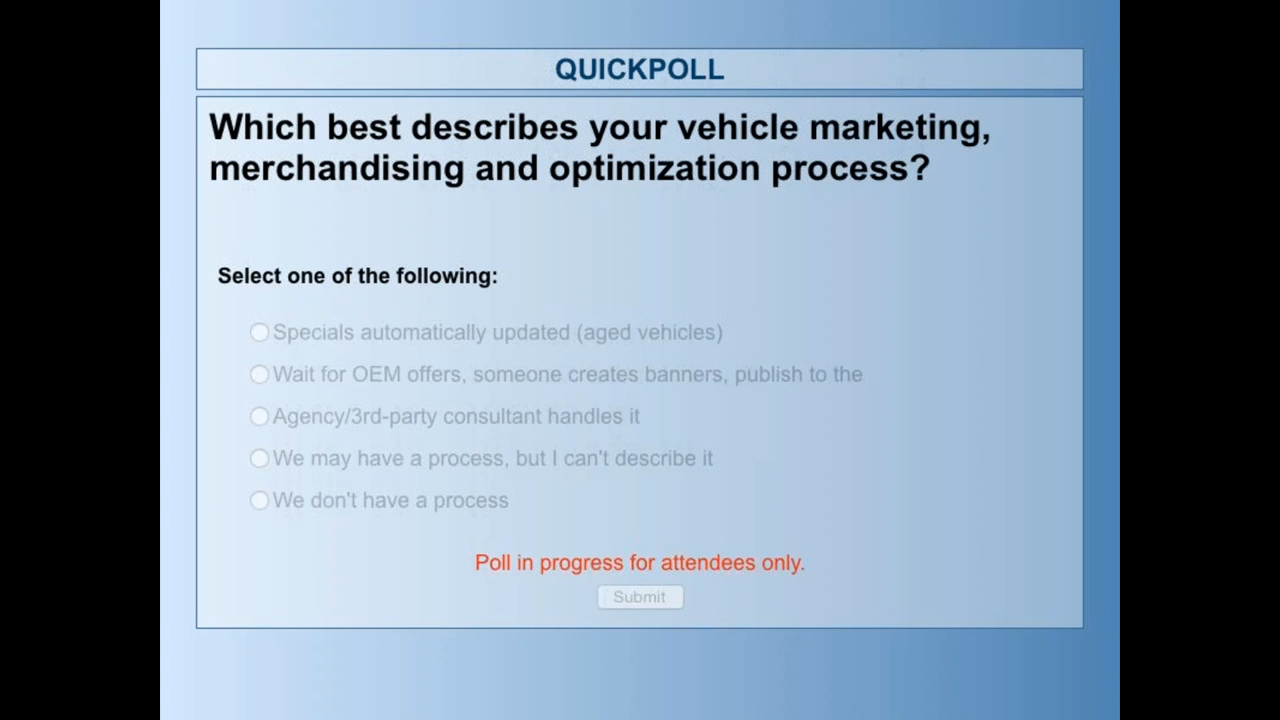 QUICKPOLL
Which best describes your vehicle marketing,
merchandising and optimization process?
Select one of the following:
Specials automatically updated (aged vehicles)
Wait for OEM offers, someone creates banners, publish to the
Agency/3rd-party consultant handles it
We may have a process, but I can't describe it
We don't have a process
Poll in progress for attendees only.
Submit